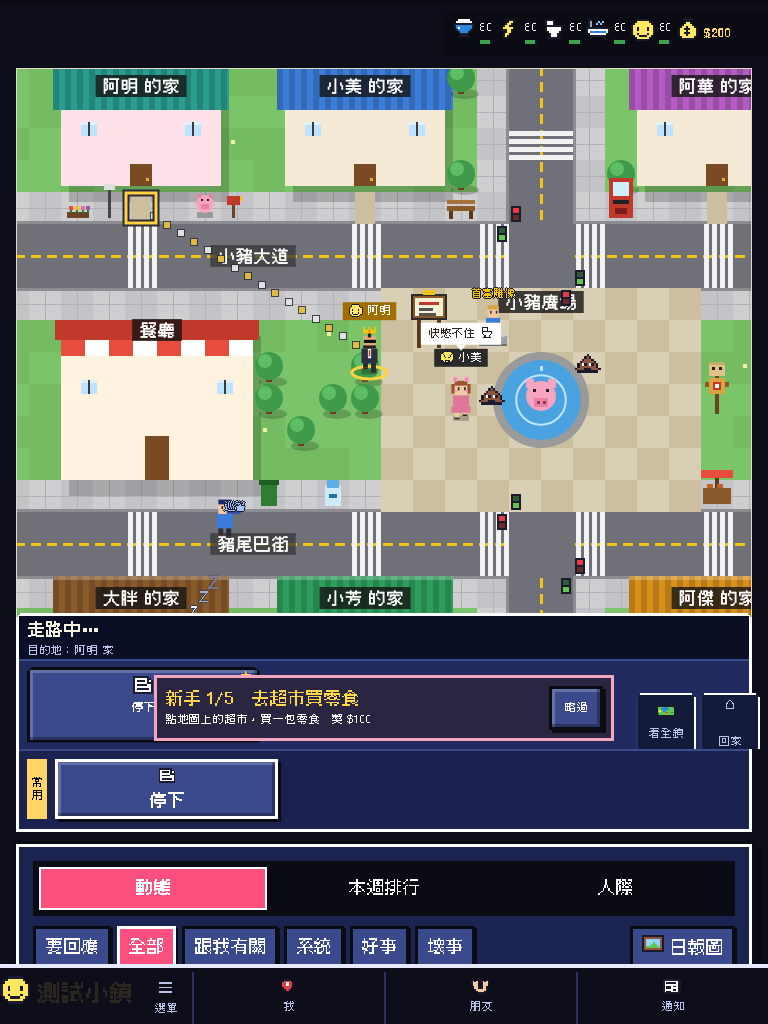 80 80 80 80 80 $200
阿明 的家
小美 的家
阿華 的家
小豬大道
小豬廣場
阿明
快憋不住
小美
餐廳
豬尾巴街
大胖 的家
小芳 的家
阿傑 的家
走路中…
目的地：阿明 家
停下
新手 1/5 去超市買零食
點地圖上的超市，買一包零食 獎 $100
略過
看全鎮
回家
常用
停下
動態
本週排行
人際
要回應
全部
跟我有關
系統
好事
壞事
日報圖
測試小鎮
選單
我
朋友
通知